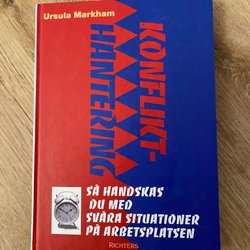 Ursula Markham
KONFLIKT-
HANTERING
SÅ HANDSKAS
DU MED
SVÅRA SITUATIONER
PÅ ARBETSPLATSEN
RICHTERS